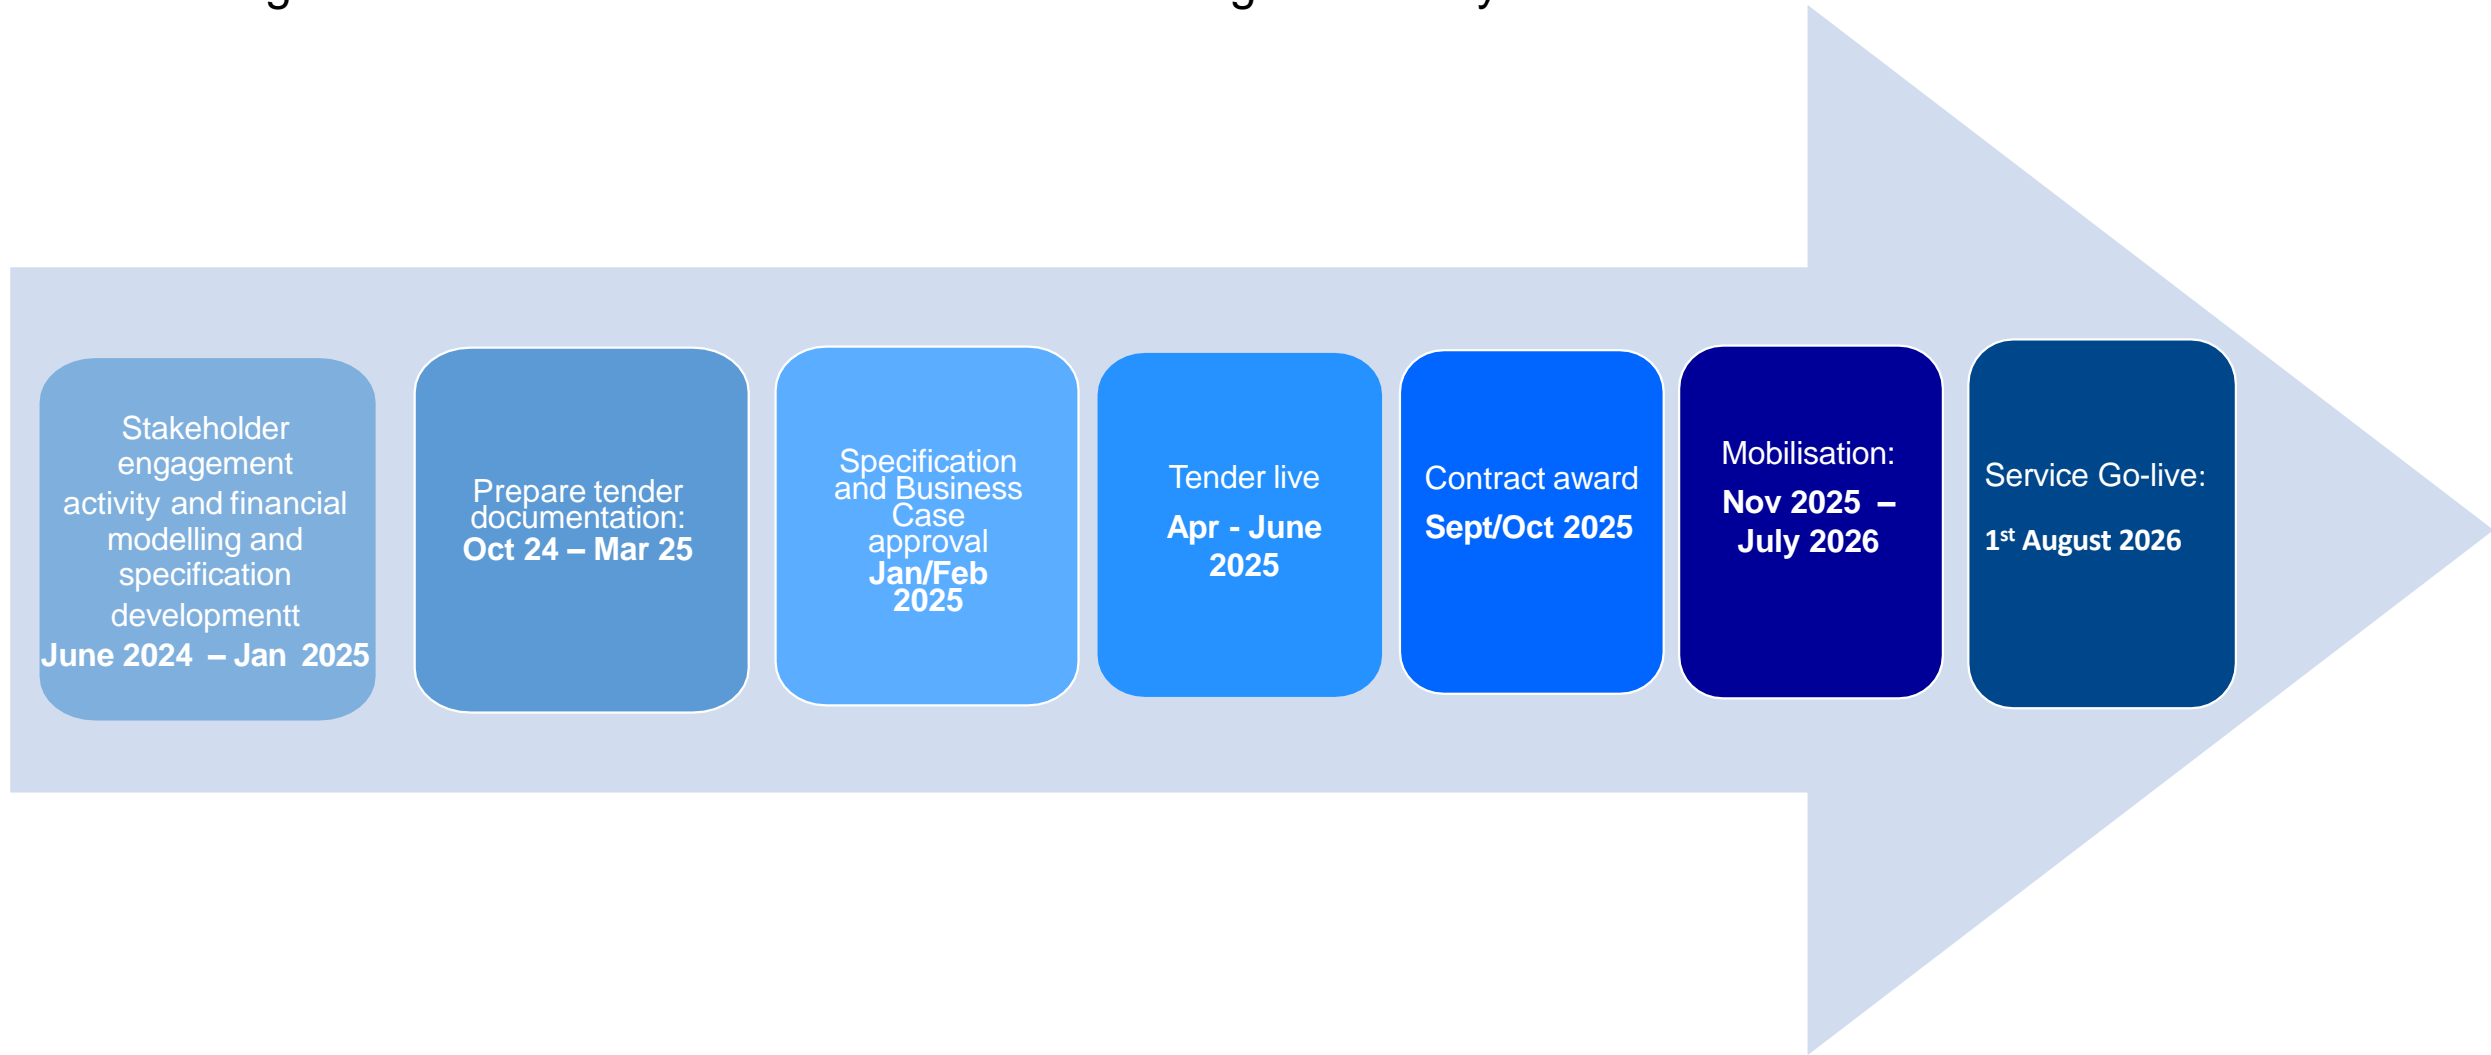 Stakeholder
engagement
activity and financial
modelling and
specification
developmentt
June 2024 – Jan 2025
Prepare tender
documentation:
Oct 24 – Mar 25
Specification
and Business
Case
approval
Jan/Feb
2025
Tender live
Apr - June
2025
Contract award
Sept/Oct 2025
Mobilisation:
Nov 2025 –
July 2026
Service Go-live:
1st August 2026